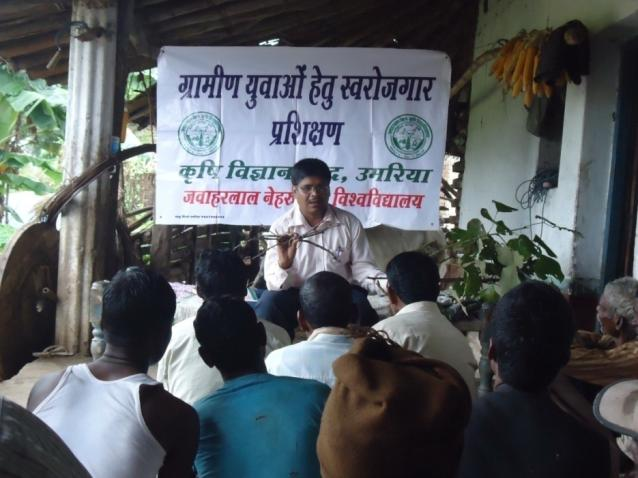 ग्रामीण युवाओं हेतु स्वरोजगार
प्रशिक्षण
कृषि विज्ञान द्र, उमरिया
जवाहरलाल नेहरू विश्वविद्यालय